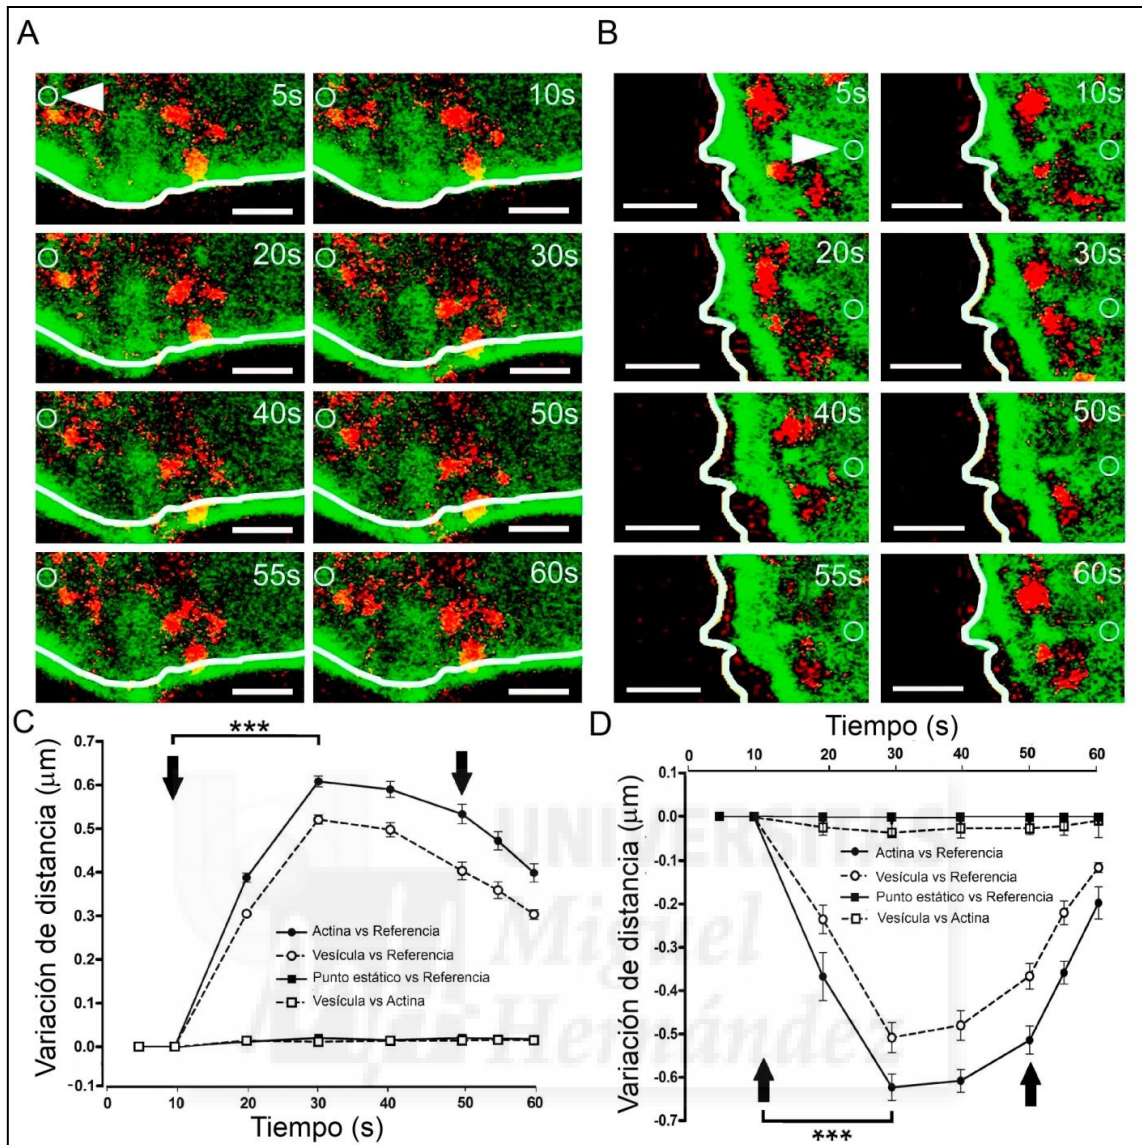 A
B
5s
10s
5s
10s
20s
30s
20s
30s
40s
50s
40s
50s
55s
60s
55s
60s
C
***
0.7
0.6
0.5
0.4
0.3
0.2
0.1
0.0
-0.1
Variación de distancia (μm)
Actina vs Referencia
Vesícula vs Referencia
Punto estático vs Referencia
Vesícula vs Actina
0 10 20 30 40 50 60
Tiempo (s)
D
Tiempo (s)
0 10 20 30 40 50 60
0.1
0.0
-0.1
-0.2
-0.3
-0.4
-0.5
-0.6
-0.7
Variación de distancia (μm)
Actina vs Referencia
Vesícula vs Referencia
Punto estático vs Referencia
Vesícula vs Actina
***
UNIVERSITAS
Miguel
Hernández